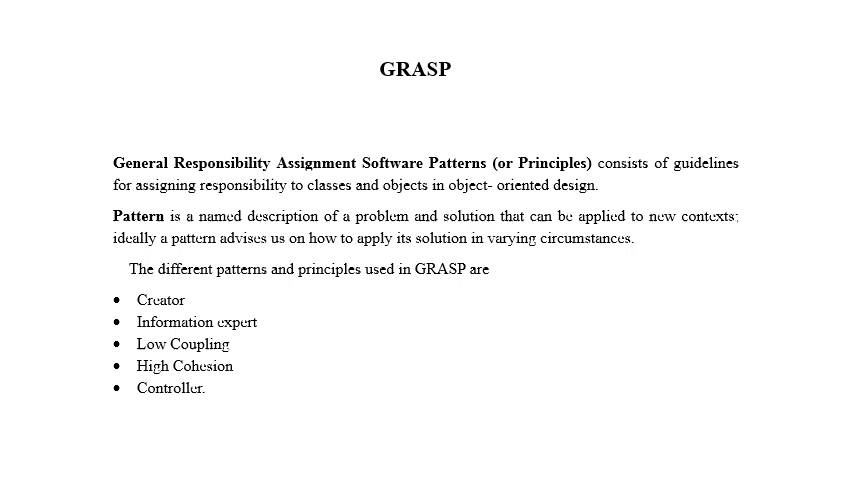 GRASP
General Responsibility Assignment Software Patterns (or Principles) consists of guidelines
for assigning responsibility to classes and objects in object- oriented design.
Pattern is a named description of a problem and solution that can be applied to new contexts;
ideally a pattern advises us on how to apply its solution in varying circumstances.
The different patterns and principles used in GRASP are
• Creator
• Information expert
• Low Coupling
• High Cohesion
• Controller.